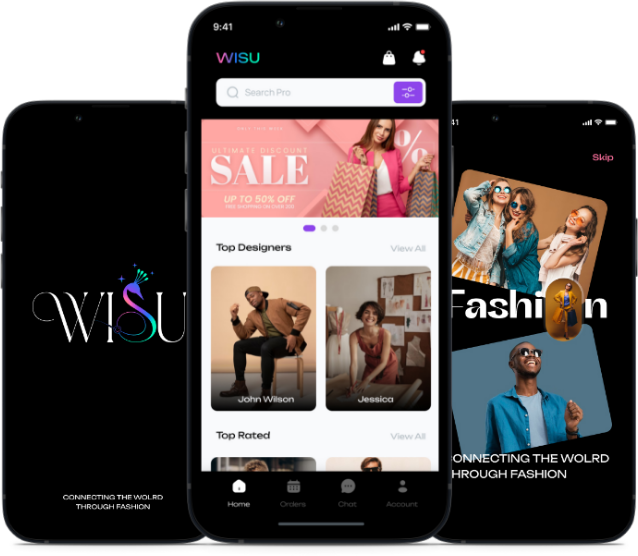 WISU
CONNECTING THE WOLRD
THROUGH FASHION
9:41
WISU
Search Pro
ULTIMATE DISCOUNT
SALE
%
UP TO 50% OFF
Top Designers
View All
John Wilson
Jessica
Top Rated
View All
Home
Orders
Chat
Account
41
Skip
Fashion
CONNECTING THE WOLRD
THROUGH FASHION